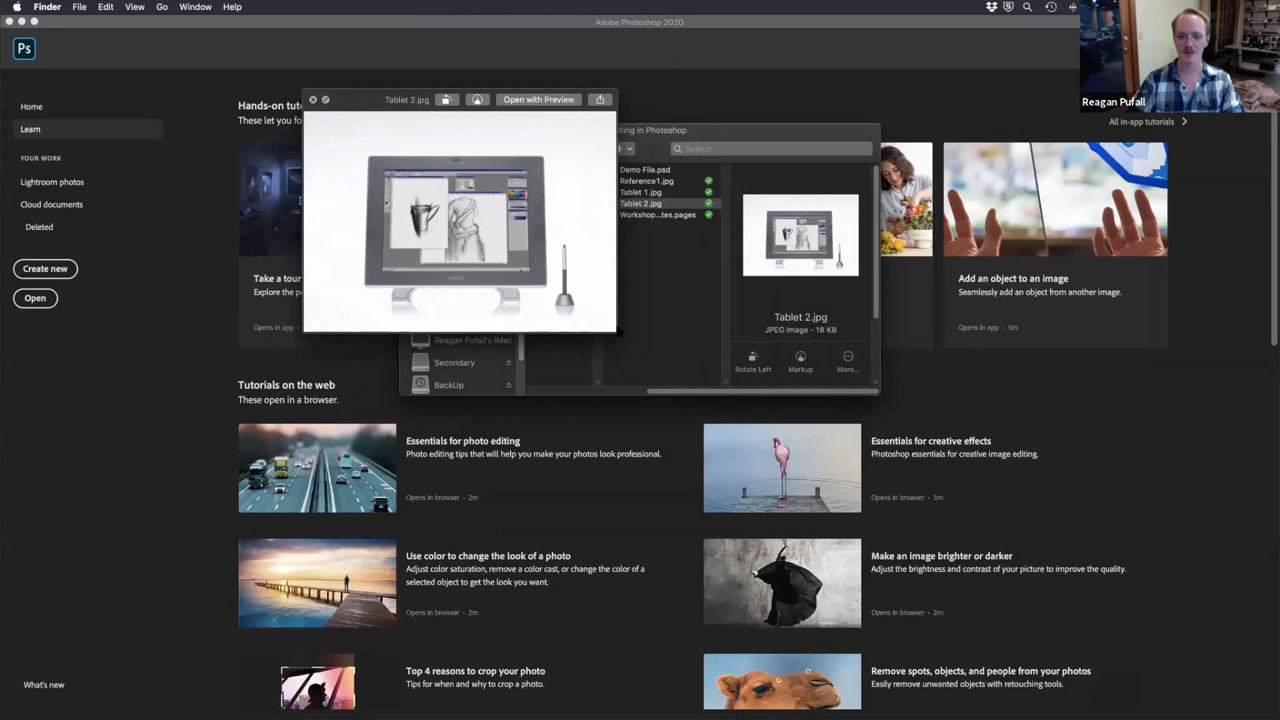 Finder File Edit View Go Window Help
Adobe Photoshop 2020
Ps
Reagan Pufall
Home
Learn
YOUR WORK
Lightroom photos
Cloud documents
Deleted
Create new
Open
What's new
Hands-on tut
These let you fo
All in-app tutorials
Take a tour
Explore the p
Opens in app
Add an object to an image
Seamlessly add an object from another image.
Opens in app • 5m
Tablet 2.jpg
Open with Preview
nting in Photoshop
Search
Demo File.psd
Reference1.jpg
Tablet 1.jpg
Tablet 2.jpg
Workshop...tes.pages
Tablet 2.jpg
JPEG image - 18 KB
Rotate Left
Markup
More...
Reagan Pufall's iMac
Secondary
BackUp
Tutorials on the web
These open in a browser.
Essentials for photo editing
Photo editing tips that will help you make your photos look professional.
Opens in browser • 2m
Essentials for creative effects
Photoshop essentials for creative image editing.
Opens in browser • 3m
Use color to change the look of a photo
Adjust color saturation, remove a color cast, or change the color of a
selected object to get the look you want.
Opens in browser • 2m
Make an image brighter or darker
Adjust the brightness and contrast of your picture to improve the quality.
Opens in browser • 2m
Top 4 reasons to crop your photo
Tips for when and why to crop a photo.
Remove spots, objects, and people from your photos
Easily remove unwanted objects with retouching tools.